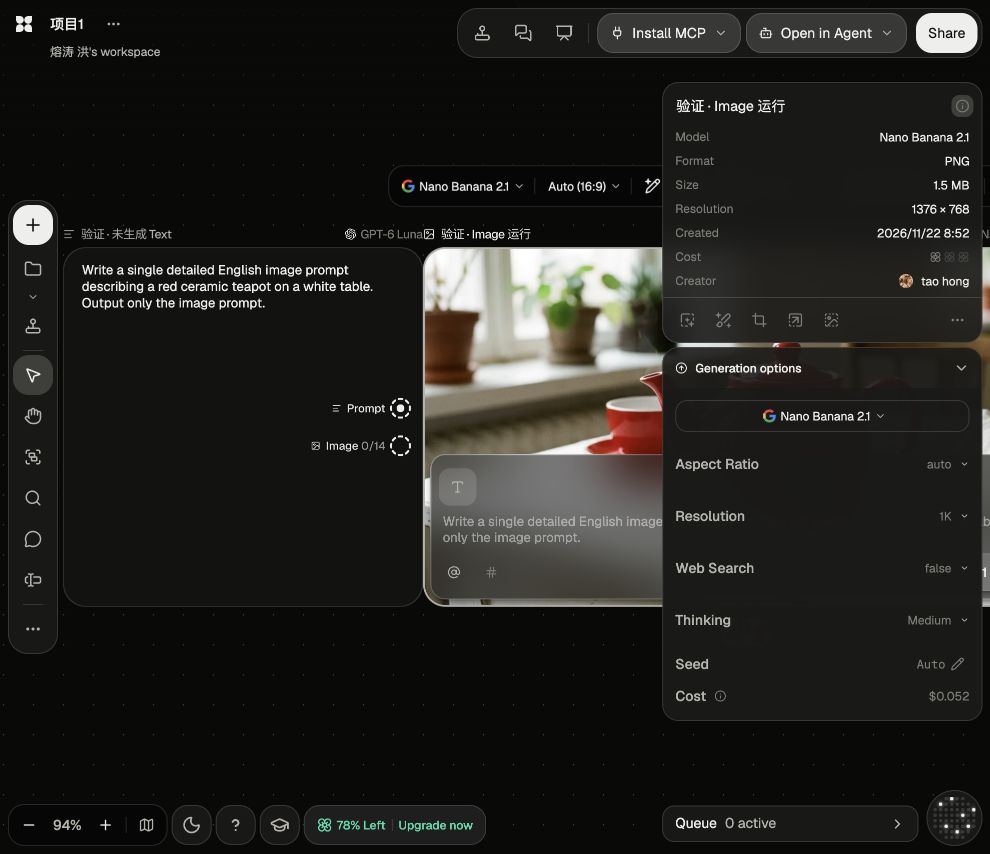 项目1
熔涛 洪's workspace
Install MCP
Open in Agent
Share
Nano Banana 2.1
Auto (16:9)
验证 · 未生成 Text
GPT-6 Luna
验证 · Image 运行
Write a single detailed English image prompt
describing a red ceramic teapot on a white table.
Output only the image prompt.
Prompt
Image 0/14
T
Write a single detailed English image
only the image prompt.
@ #
验证 · Image 运行
Model Nano Banana 2.1
Format PNG
Size 1.5 MB
Resolution 1376 × 768
Created 2026/11/22 8:52
Cost
Creator tao hong
Generation options
Nano Banana 2.1
Aspect Ratio auto
Resolution 1K
Web Search false
Thinking Medium
Seed Auto
Cost $0.052
94%
?
78% Left
Upgrade now
Queue 0 active